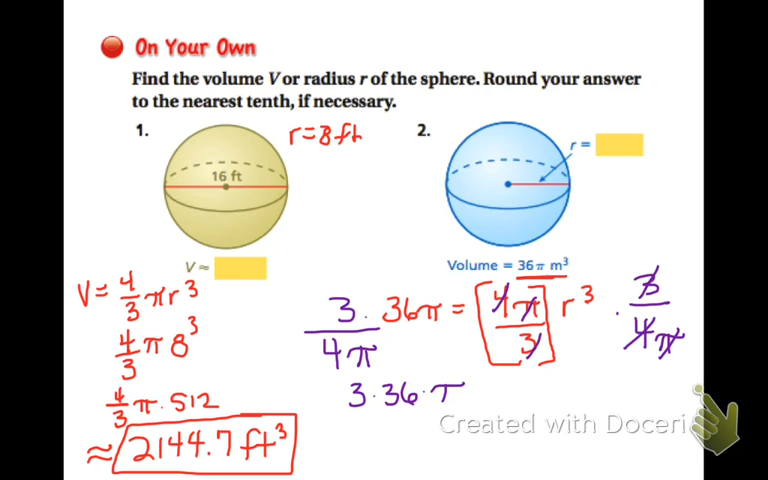 On Your Own
Find the volume V or radius r of the sphere. Round your answer
to the nearest tenth, if necessary.
1.
r=8ft
16 ft
V ≈
2.
r =
Volume = 36π m³
V = 4/3 πr³
4/3 π 8³
4/3 π · 512
≈ 2144.7 ft³
3/4π · 36π = [4π/3] r³ · 3/4π
3·36·π
Created with Doceri